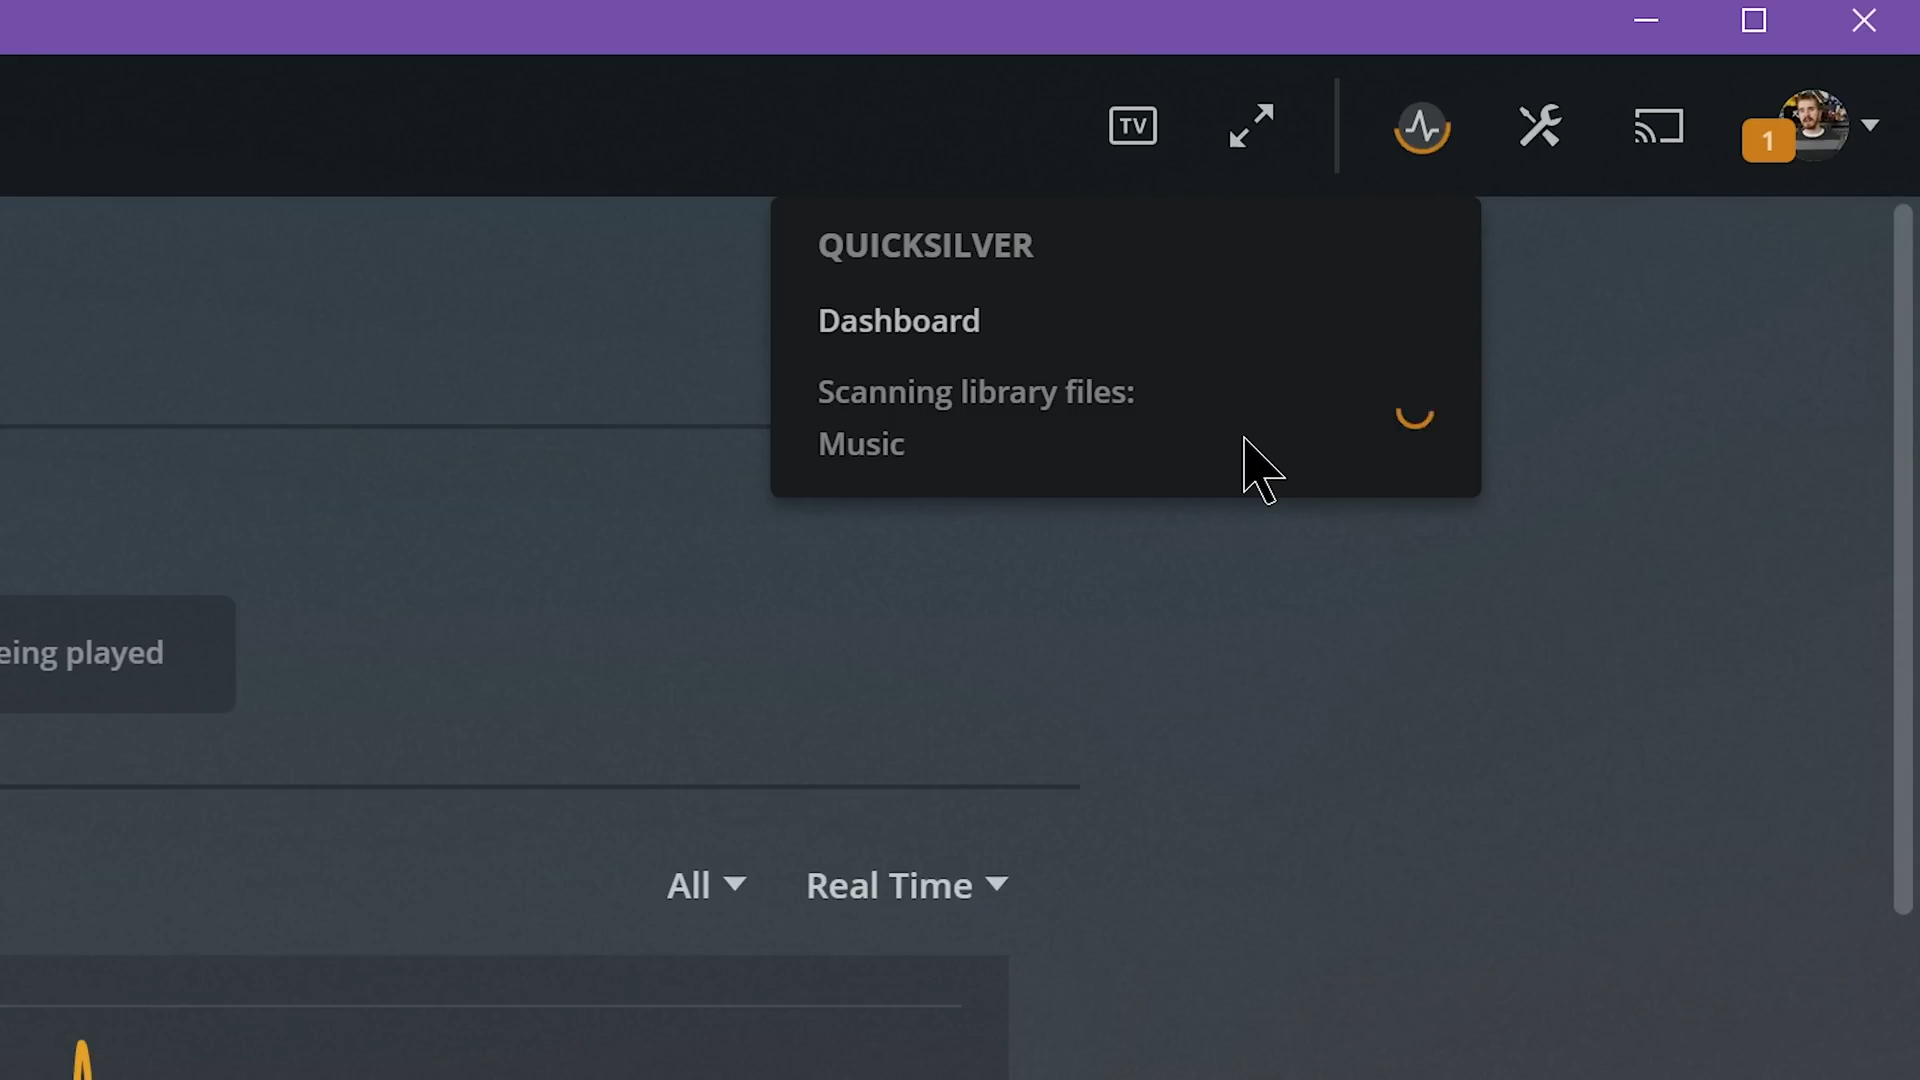 TV
1
QUICKSILVER
Dashboard
Scanning library files:
Music
eing played
All
Real Time